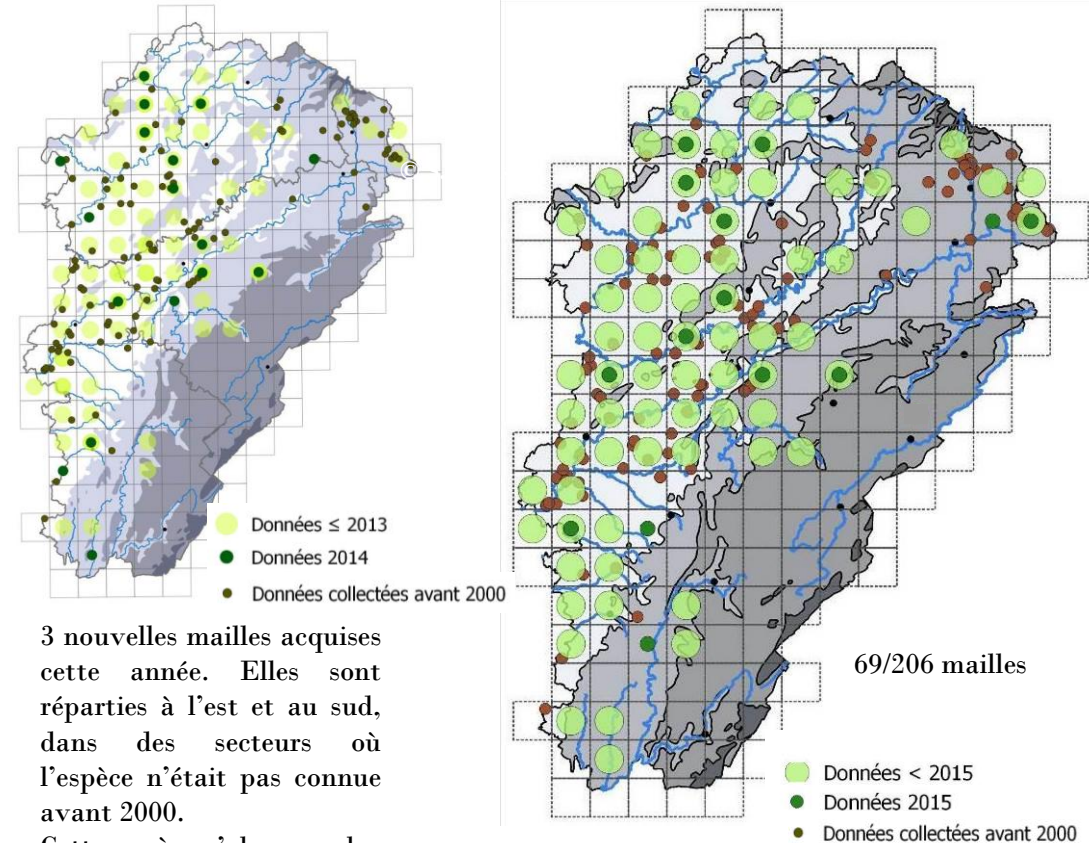 Données ≤ 2013
Données 2014
Données collectées avant 2000
3 nouvelles mailles acquises
cette année. Elles sont
réparties à l'est et au sud,
dans des secteurs où
l'espèce n'était pas connue
avant 2000.
69/206 mailles
Données < 2015
Données 2015
Données collectées avant 2000